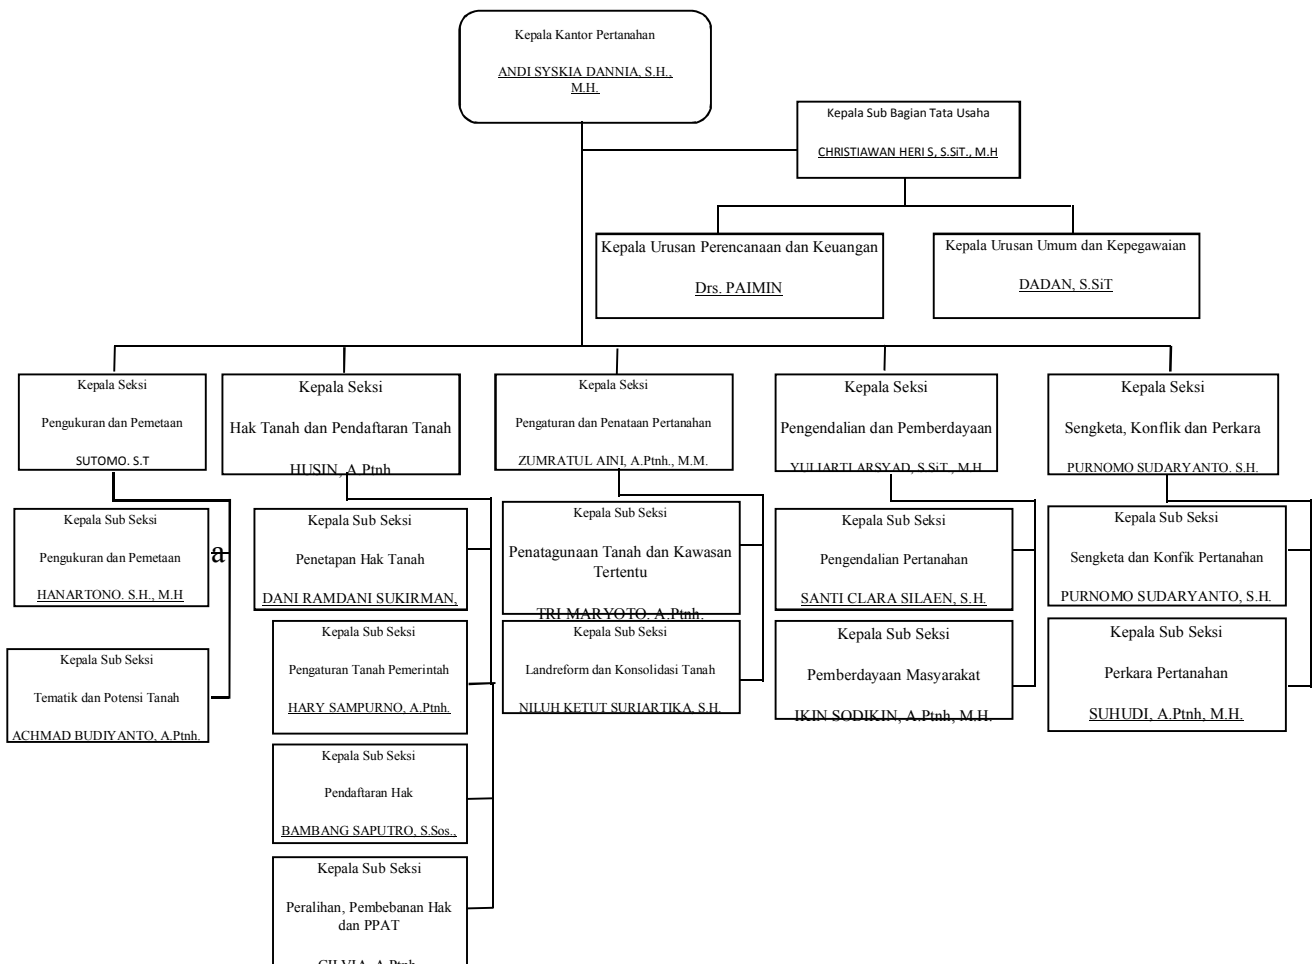 Kepala Kantor Pertanahan
ANDI SYSKIA DANNIA, S.H.,
M.H.
Kepala Sub Bagian Tata Usaha
CHRISTIAWAN HERI S, S.SiT., M.H
Kepala Urusan Perencanaan dan Keuangan
Drs. PAIMIN
Kepala Urusan Umum dan Kepegawaian
DADAN, S.SiT
Kepala Seksi
Pengukuran dan Pemetaan
SUTOMO. S.T
Kepala Seksi
Hak Tanah dan Pendaftaran Tanah
HUSIN, A.Ptnh
Kepala Seksi
Pengaturan dan Penataan Pertanahan
ZUMRATUL AINI, A.Ptnh., M.M.
Kepala Seksi
Pengendalian dan Pemberdayaan
YULIARTI ARSYAD, S.SiT., M.H
Kepala Seksi
Sengketa, Konflik dan Perkara
PURNOMO SUDARYANTO. S.H.
Kepala Sub Seksi
Pengukuran dan Pemetaan
HANARTONO. S.H., M.H
a
Kepala Sub Seksi
Tematik dan Potensi Tanah
ACHMAD BUDIYANTO, A.Ptnh.
Kepala Sub Seksi
Penetapan Hak Tanah
DANI RAMDANI SUKIRMAN,
Kepala Sub Seksi
Pengaturan Tanah Pemerintah
HARY SAMPURNO, A.Ptnh.
Kepala Sub Seksi
Pendaftaran Hak
BAMBANG SAPUTRO, S.Sos.,
Kepala Sub Seksi
Peralihan, Pembebanan Hak
dan PPAT
A.Ptnh
Kepala Sub Seksi
Penatagunaan Tanah dan Kawasan
Tertentu
TRI MARYOTO. A.Ptnh.
Kepala Sub Seksi
Landreform dan Konsolidasi Tanah
NILUH KETUT SURIARTIKA, S.H.
Kepala Sub Seksi
Pengendalian Pertanahan
SANTI CLARA SILAEN, S.H.
Kepala Sub Seksi
Pemberdayaan Masyarakat
IKIN SODIKIN, A.Ptnh, M.H.
Kepala Sub Seksi
Sengketa dan Konfik Pertanahan
PURNOMO SUDARYANTO, S.H.
Kepala Sub Seksi
Perkara Pertanahan
SUHUDI, A.Ptnh, M.H.